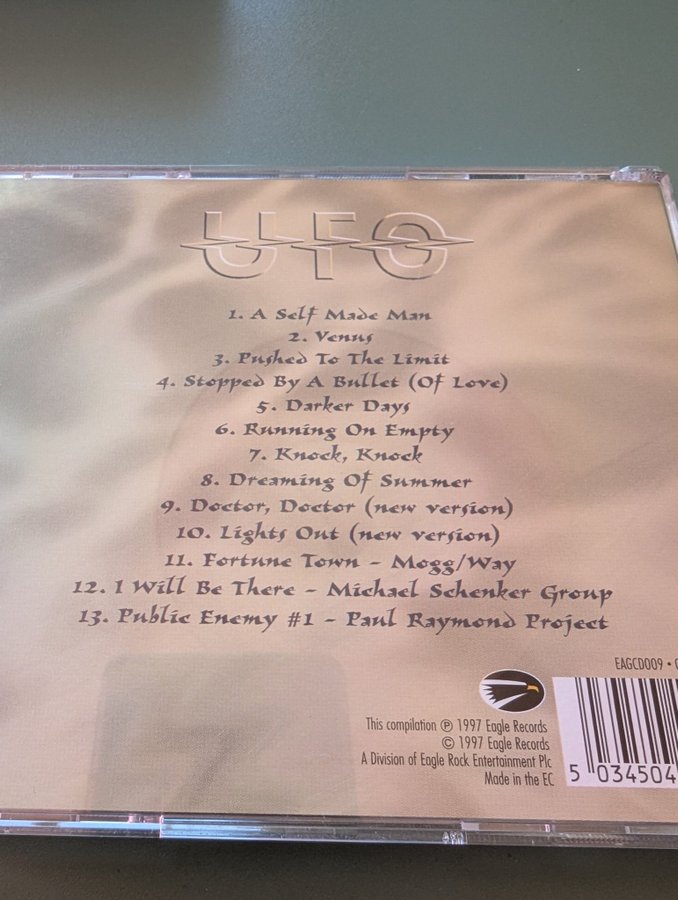 UFO
1. A Self Made Man
2. Venus
3. Pushed To The Limit
4. Stopped By A Bullet (Of Love)
5. Darker Days
6. Running On Empty
7. Knock, Knock
8. Dreaming Of Summer
9. Doctor, Doctor (new version)
10. Lights Out (new version)
11. Fortune Town - Mogg/Way
12. I Will Be There - Michael Schenker Group
13. Public Enemy #1 - Paul Raymond Project
EAGCD009 •
This compilation ℗ 1997 Eagle Records
© 1997 Eagle Records
A Division of Eagle Rock Entertainment Plc
Made in the EC
5 034504